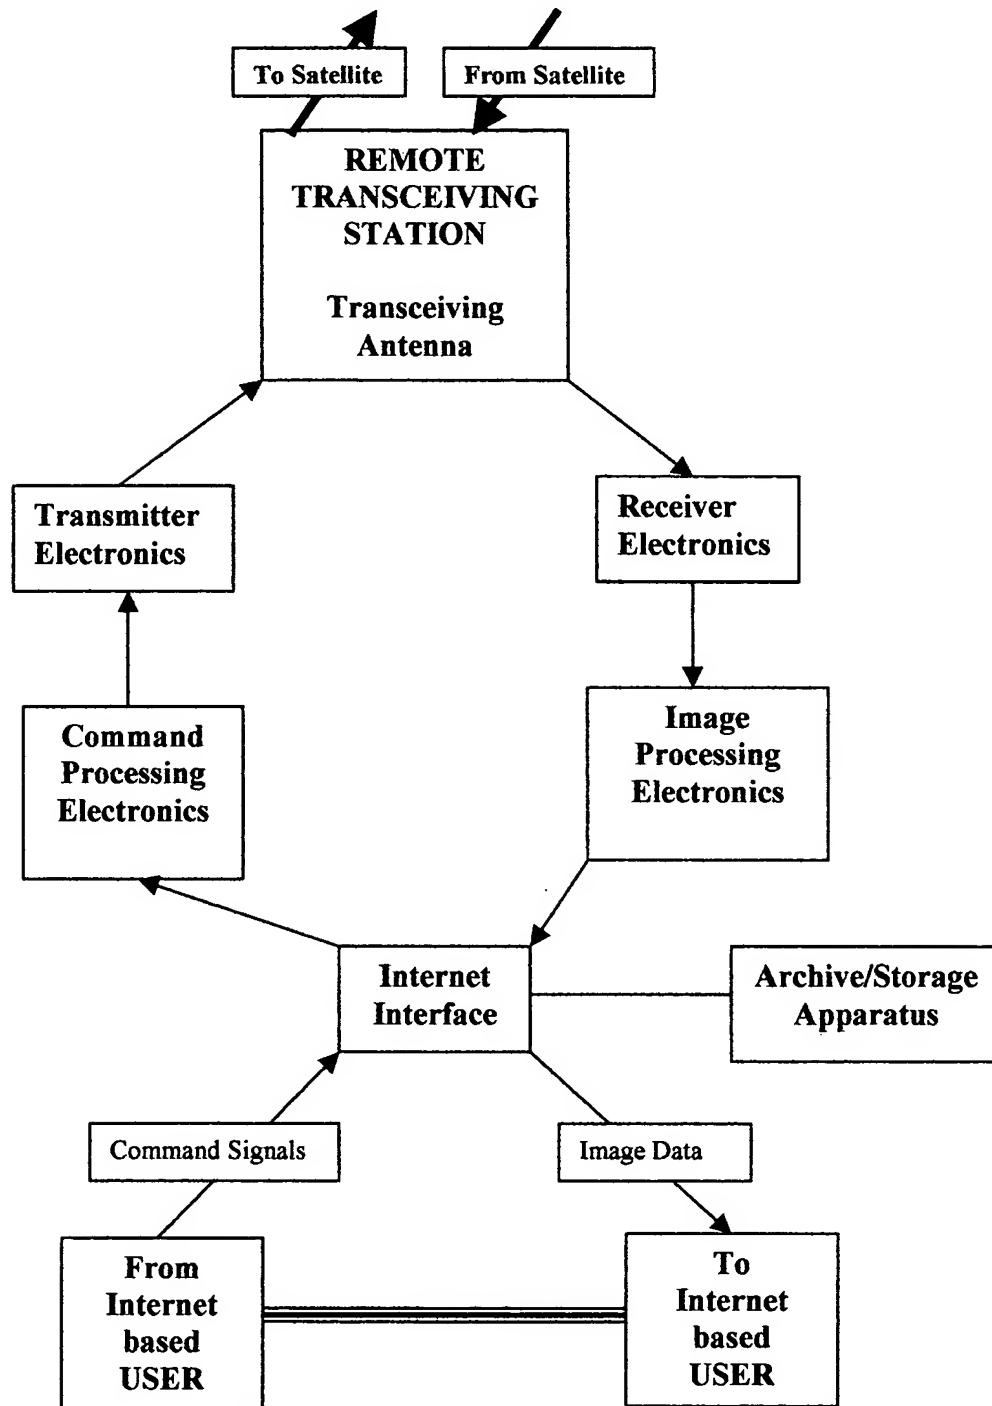 To Satellite
From Satellite
REMOTE
TRANSCEIVING
STATION
Transceiving
Antenna
Transmitter
Electronics
Receiver
Electronics
Command
Processing
Electronics
Image
Processing
Electronics
Internet
Interface
Archive/Storage
Apparatus
Command Signals
Image Data
From
Internet
based
USER
To
Internet
based
USER